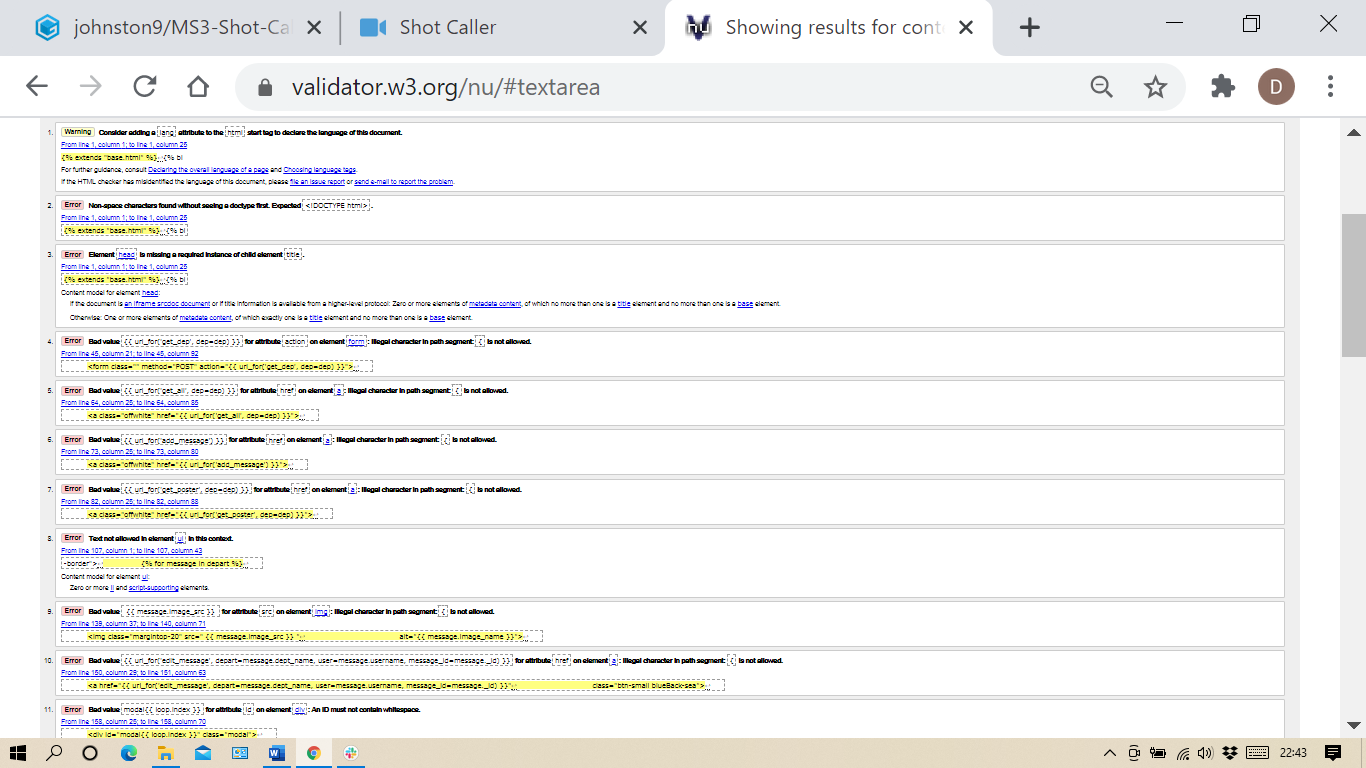 johnston9/MS3-Shot-Cal
Shot Caller
Showing results for cont
validator.w3.org/nu/#textarea
D
1. Warning Consider adding a lang attribute to the html start tag to declare the language of this document.
From line 1, column 1; to line 1, column 25
{% extends "base.html" %}↩↩{% bl
For further guidance, consult Declaring the overall language of a page and Choosing language tags.
If the HTML checker has misidentified the language of this document, please file an issue report or send e-mail to report the problem.
2. Error Non-space characters found without seeing a doctype first. Expected <!DOCTYPE html>.
From line 1, column 1; to line 1, column 25
{% extends "base.html" %}↩↩{% bl
3. Error Element head is missing a required instance of child element title.
From line 1, column 1; to line 1, column 25
{% extends "base.html" %}↩↩{% bl
Content model for element head:
If the document is an iframe srcdoc document or if title information is available from a higher-level protocol: Zero or more elements of metadata content, of which no more than one is a title element and no more than one is a base element.
Otherwise: One or more elements of metadata content, of which exactly one is a title element and no more than one is a base element.
4. Error Bad value {{ url_for('get_dep', dep=dep) }} for attribute action on element form: Illegal character in path segment: { is not allowed.
From line 45, column 21; to line 45, column 92
<form class="" method="POST" action="{{ url_for('get_dep', dep=dep) }}">↩
5. Error Bad value {{ url_for('get_all', dep=dep) }} for attribute href on element a: Illegal character in path segment: { is not allowed.
From line 64, column 25; to line 64, column 85
<a class="offwhite" href="{{ url_for('get_all', dep=dep) }}">↩
6. Error Bad value {{ url_for('add_message') }} for attribute href on element a: Illegal character in path segment: { is not allowed.
From line 73, column 25; to line 73, column 80
<a class="offwhite" href="{{ url_for('add_message') }}">↩
7. Error Bad value {{ url_for('get_poster', dep=dep) }} for attribute href on element a: Illegal character in path segment: { is not allowed.
From line 82, column 25; to line 82, column 88
<a class="offwhite" href="{{ url_for('get_poster', dep=dep) }}">↩
8. Error Text not allowed in element ul in this context.
From line 107, column 1; to line 107, column 43
-border">↩ {% for message in depart %}↩
Content model for element ul:
Zero or more li and script-supporting elements.
9. Error Bad value {{ message.image_src }} for attribute src on element img: Illegal character in path segment: { is not allowed.
From line 139, column 37; to line 140, column 71
<img class="margintop-20" src=" {{ message.image_src }} "↩ alt="{{ message.image_name }}">↩
10. Error Bad value {{ url_for('edit_message', depart=message.dept_name, user=message.username, message_id=message._id) }} for attribute href on element a: Illegal character in path segment: { is not allowed.
From line 150, column 29; to line 151, column 63
<a href="{{ url_for('edit_message', depart=message.dept_name, user=message.username, message_id=message._id) }}"↩ class="btn-small blueBack-sea">↩
11. Error Bad value modal{{ loop.index }} for attribute id on element div: An ID must not contain whitespace.
From line 158, column 25; to line 158, column 70
<div id="modal{{ loop.index }}" class="modal">↩
22:43